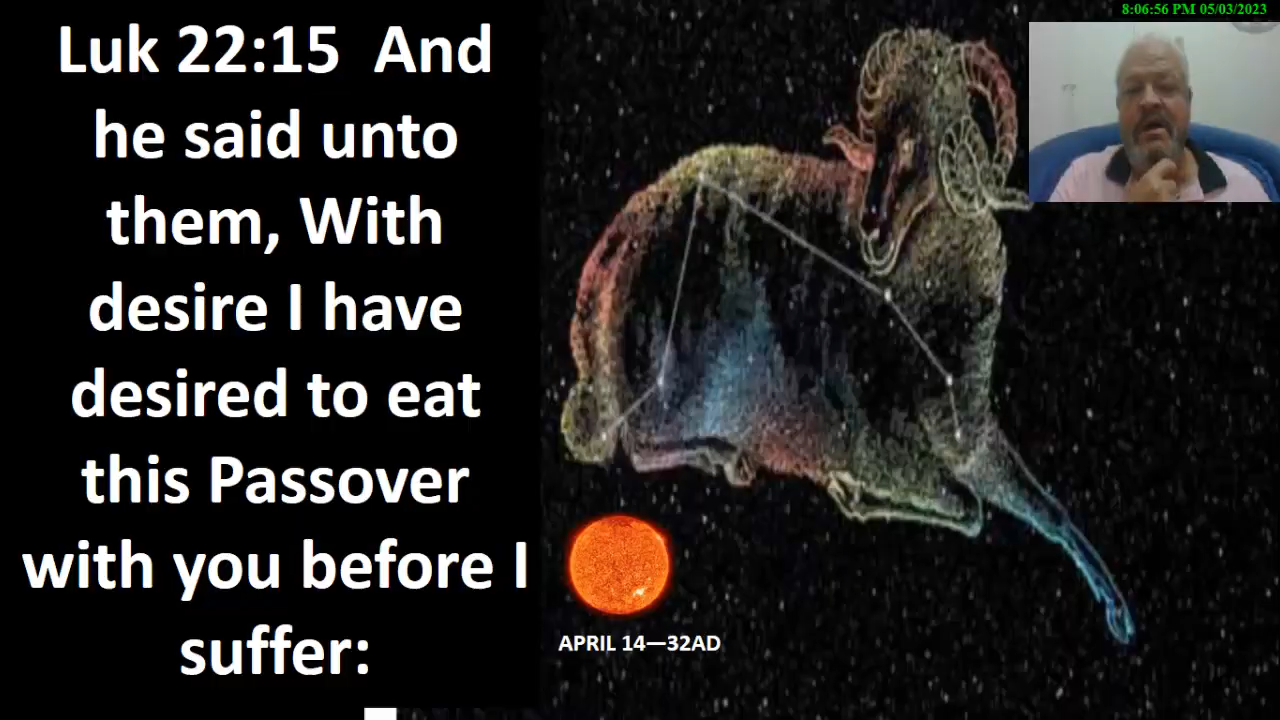 Luk 22:15  And
he said unto
them, With
desire I have
desired to eat
this Passover
with you before I
suffer:
8:06:56 PM 05/03/2023
APRIL 14—32AD